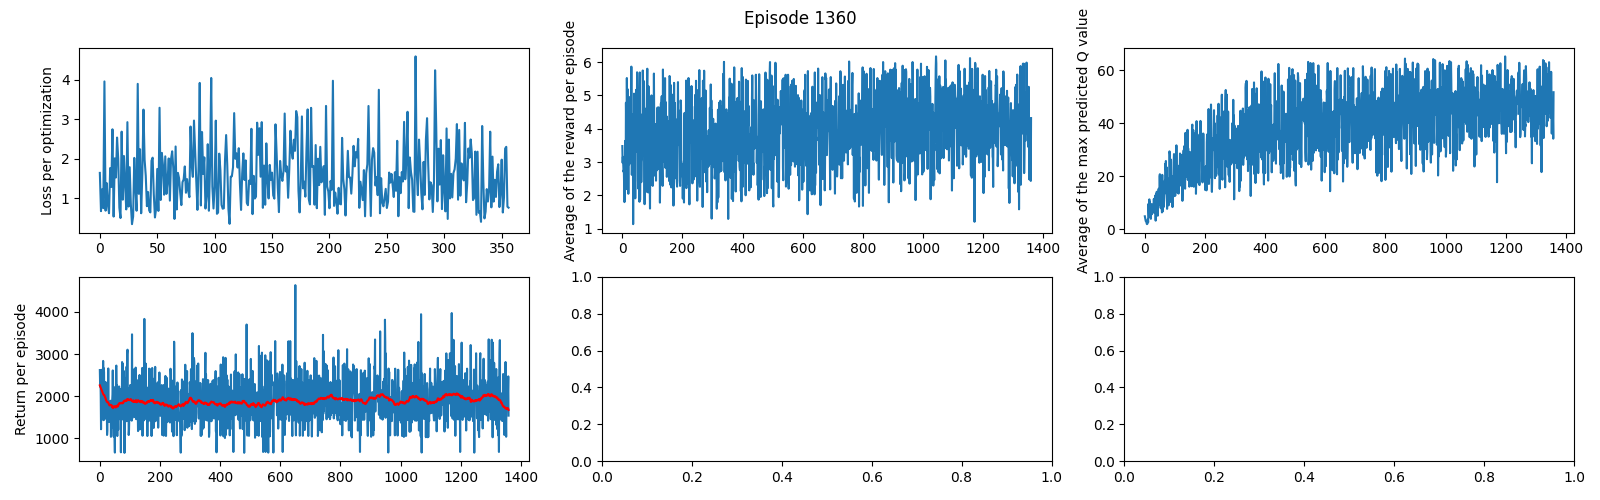 Episode 1360
Loss per optimization
4
3
2
1
0 50 100 150 200 250 300 350
Average of the reward per episode
6
5
4
3
2
1
0 200 400 600 800 1000 1200 1400
Average of the max predicted Q value
60
40
20
0
0 200 400 600 800 1000 1200 1400
Return per episode
4000
3000
2000
1000
0 200 400 600 800 1000 1200 1400
1.0
0.8
0.6
0.4
0.2
0.0
0.0 0.2 0.4 0.6 0.8 1.0
1.0
0.8
0.6
0.4
0.2
0.0
0.0 0.2 0.4 0.6 0.8 1.0